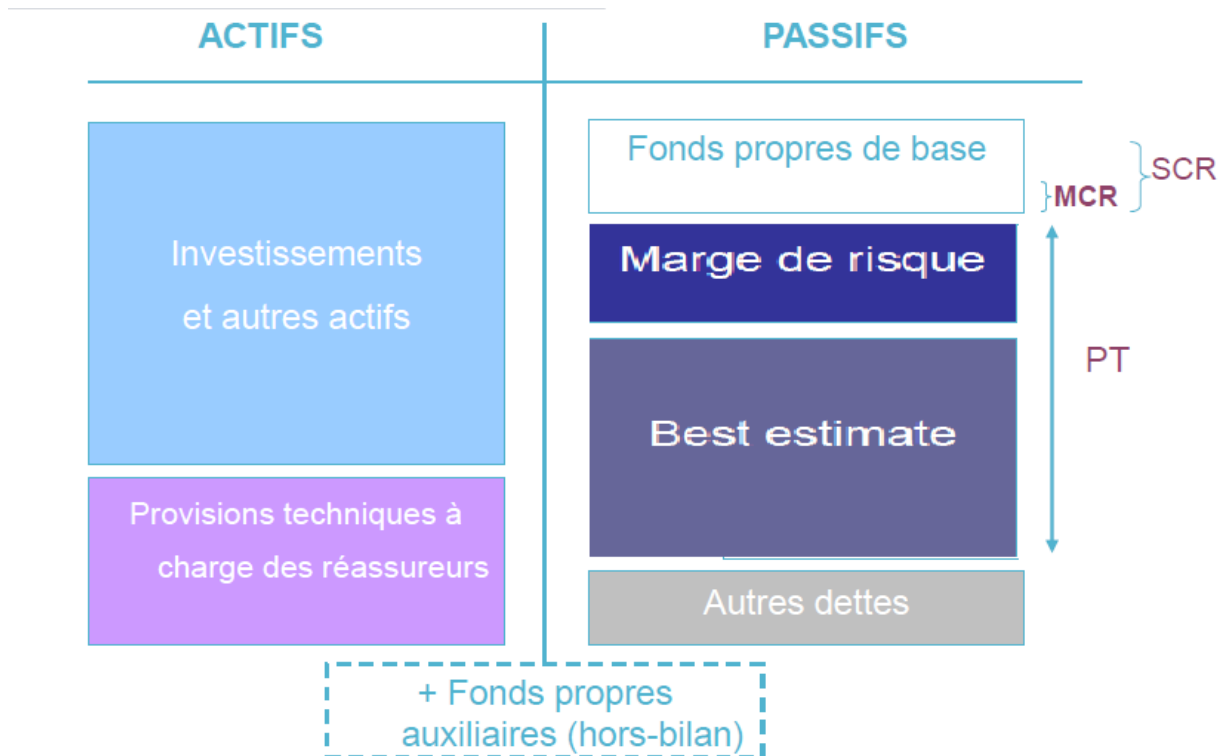 ACTIFS
PASSIFS
Investissements
et autres actifs
Provisions techniques à
charge des réassureurs
Fonds propres de base
SCR
MCR
Marge de risque
Best estimate
PT
Autres dettes
+ Fonds propres
auxiliaires (hors-bilan)